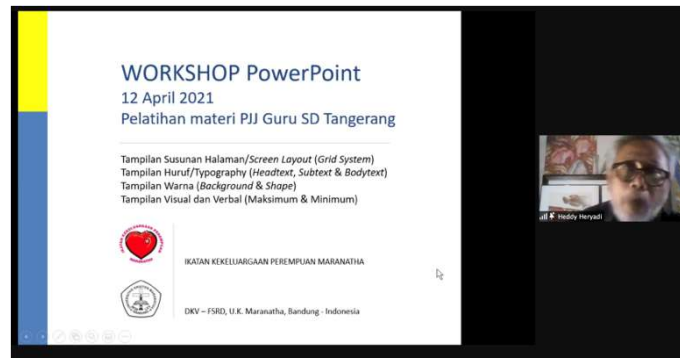 WORKSHOP PowerPoint
12 April 2021
Pelatihan materi PJJ Guru SD Tangerang
Tampilan Susunan Halaman/Screen Layout (Grid System)
Tampilan Huruf/Typography (Headtext, Subtext & Bodytext)
Tampilan Warna (Background & Shape)
Tampilan Visual dan Verbal (Maksimum & Minimum)
IKATAN KEKELUARGAAN PEREMPUAN MARANATHA
DKV – FSRD, U.K. Maranatha, Bandung - Indonesia
Heddy Heryadi